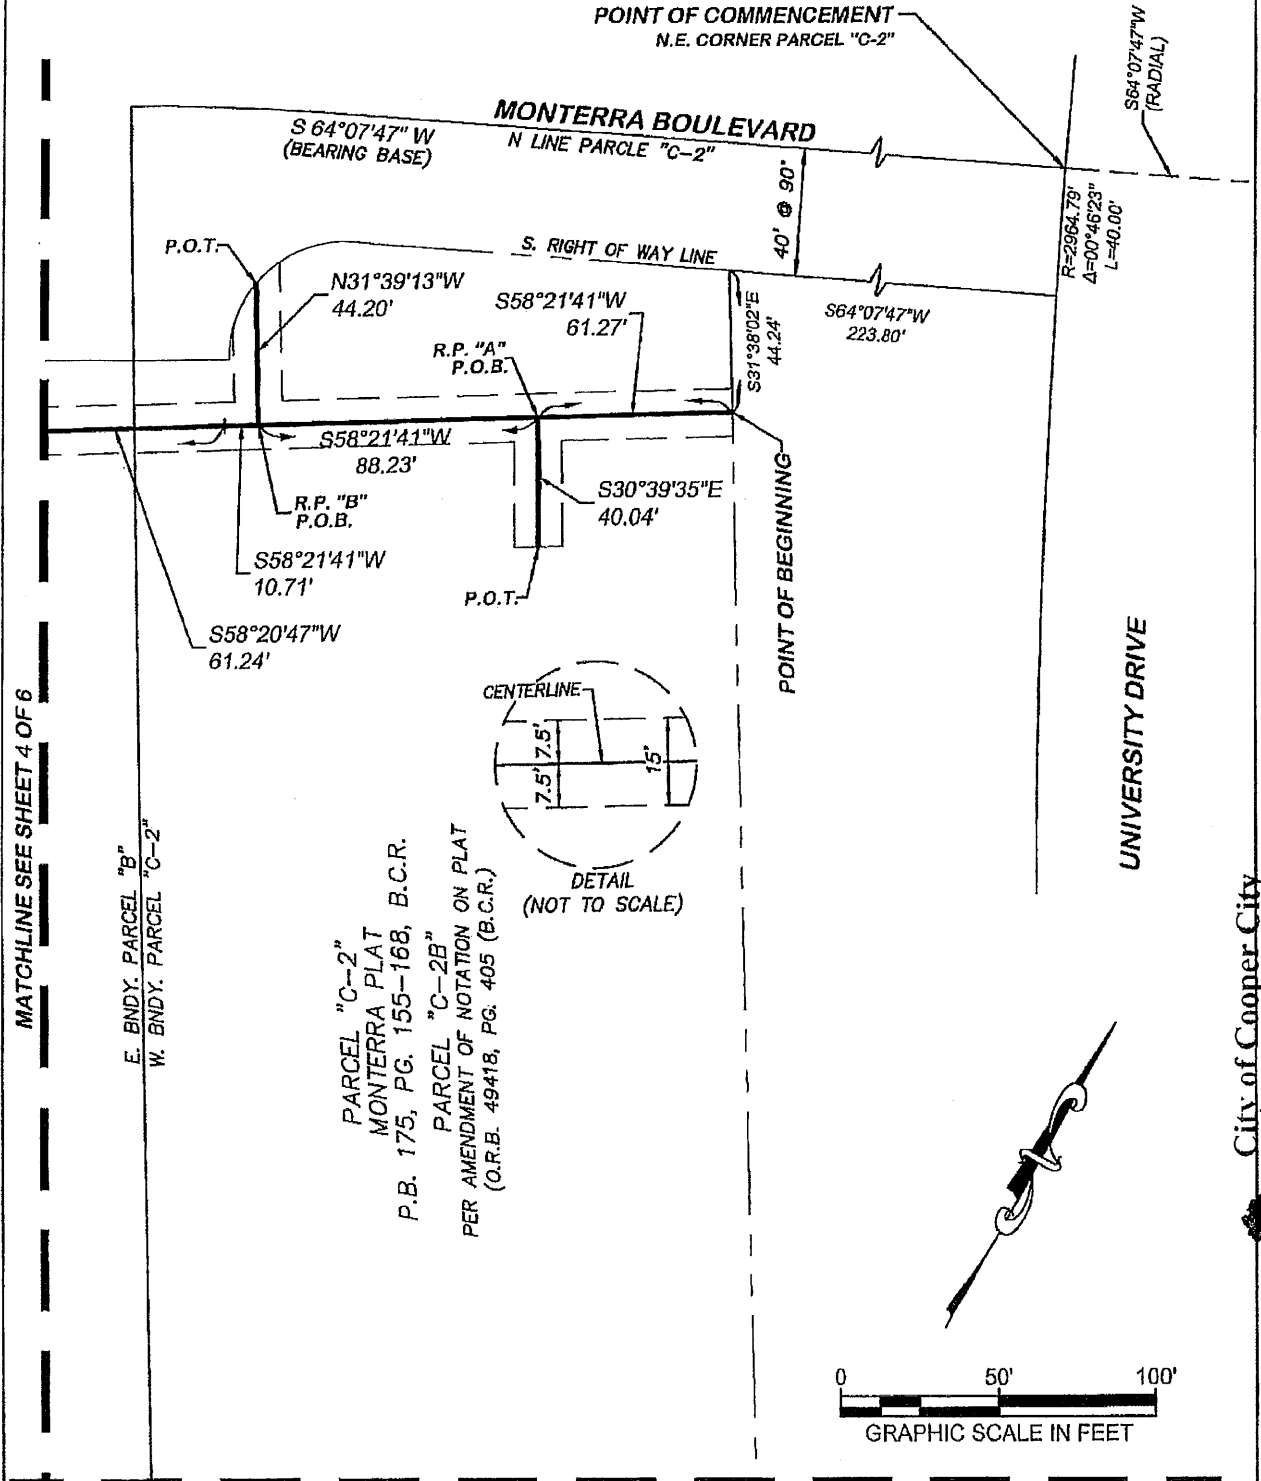 POINT OF COMMENCEMENT
N.E. CORNER PARCEL "C-2"
S64°07'47"W
(RADIAL)
MONTERRA BOULEVARD
S 64°07'47" W
(BEARING BASE)
N LINE PARCLE "C-2"
40' @ 90°
R=2964.79'
Δ=00°46'23"
L=40.00'
P.O.T.
S. RIGHT OF WAY LINE
N31°39'13"W
44.20'
S58°21'41"W
61.27'
S31°38'02"E
44.24'
S64°07'47"W
223.80'
R.P. "A"
P.O.B.
S58°21'41"W
88.23'
R.P. "B"
P.O.B.
S30°39'35"E
40.04'
POINT OF BEGINNING
S58°21'41"W
10.71'
P.O.T.
S58°20'47"W
61.24'
UNIVERSITY DRIVE
CENTERLINE
7.5'
7.5'
15'
DETAIL
(NOT TO SCALE)
MATCHLINE SEE SHEET 4 OF 6
E. BNDY. PARCEL "B"
W. BNDY. PARCEL "C-2"
PARCEL "C-2"
MONTERRA PLAT
P.B. 175, PG. 155-168, B.C.R.
PARCEL "C-2B"
PER AMENDMENT OF NOTATION ON PLAT
(O.R.B. 49418, PG. 405 (B.C.R.)
City of Cooper City
0 50' 100'
GRAPHIC SCALE IN FEET